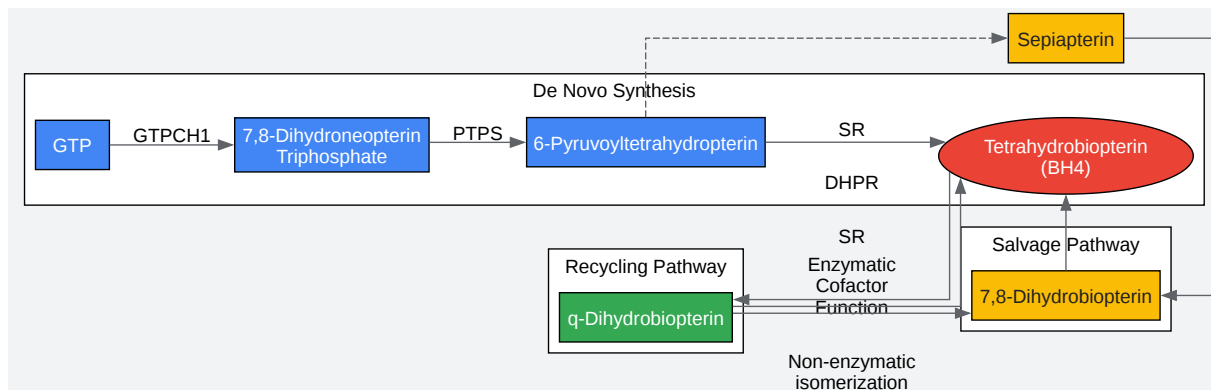 Sepiapterin
De Novo Synthesis
GTP
GTPCH1
7,8-Dihydroneopterin
Triphosphate
PTPS
6-Pyruvoyltetrahydropterin
SR
Tetrahydrobiopterin
(BH4)
DHPR
SR
Salvage Pathway
Recycling Pathway
Enzymatic
Cofactor
Function
7,8-Dihydrobiopterin
q-Dihydrobiopterin
Non-enzymatic
isomerization